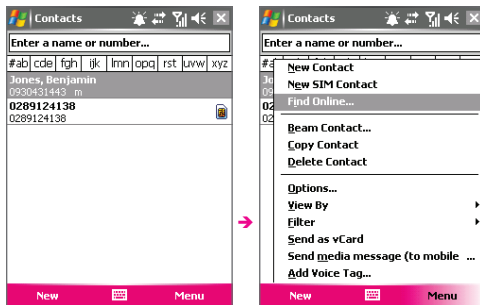 Contacts
Enter a name or number...
#ab cde fgh ijk lmn opq rst uvw xyz
Jones, Benjamin
0930431443 m
0289124138
0289124138
New Menu
Contacts
Enter a name or number...
New Contact
New SIM Contact
Find Online...
Beam Contact...
Copy Contact
Delete Contact
Options...
View By
Filter
Send as vCard
Send media message (to mobile ...
Add Voice Tag...
New Menu